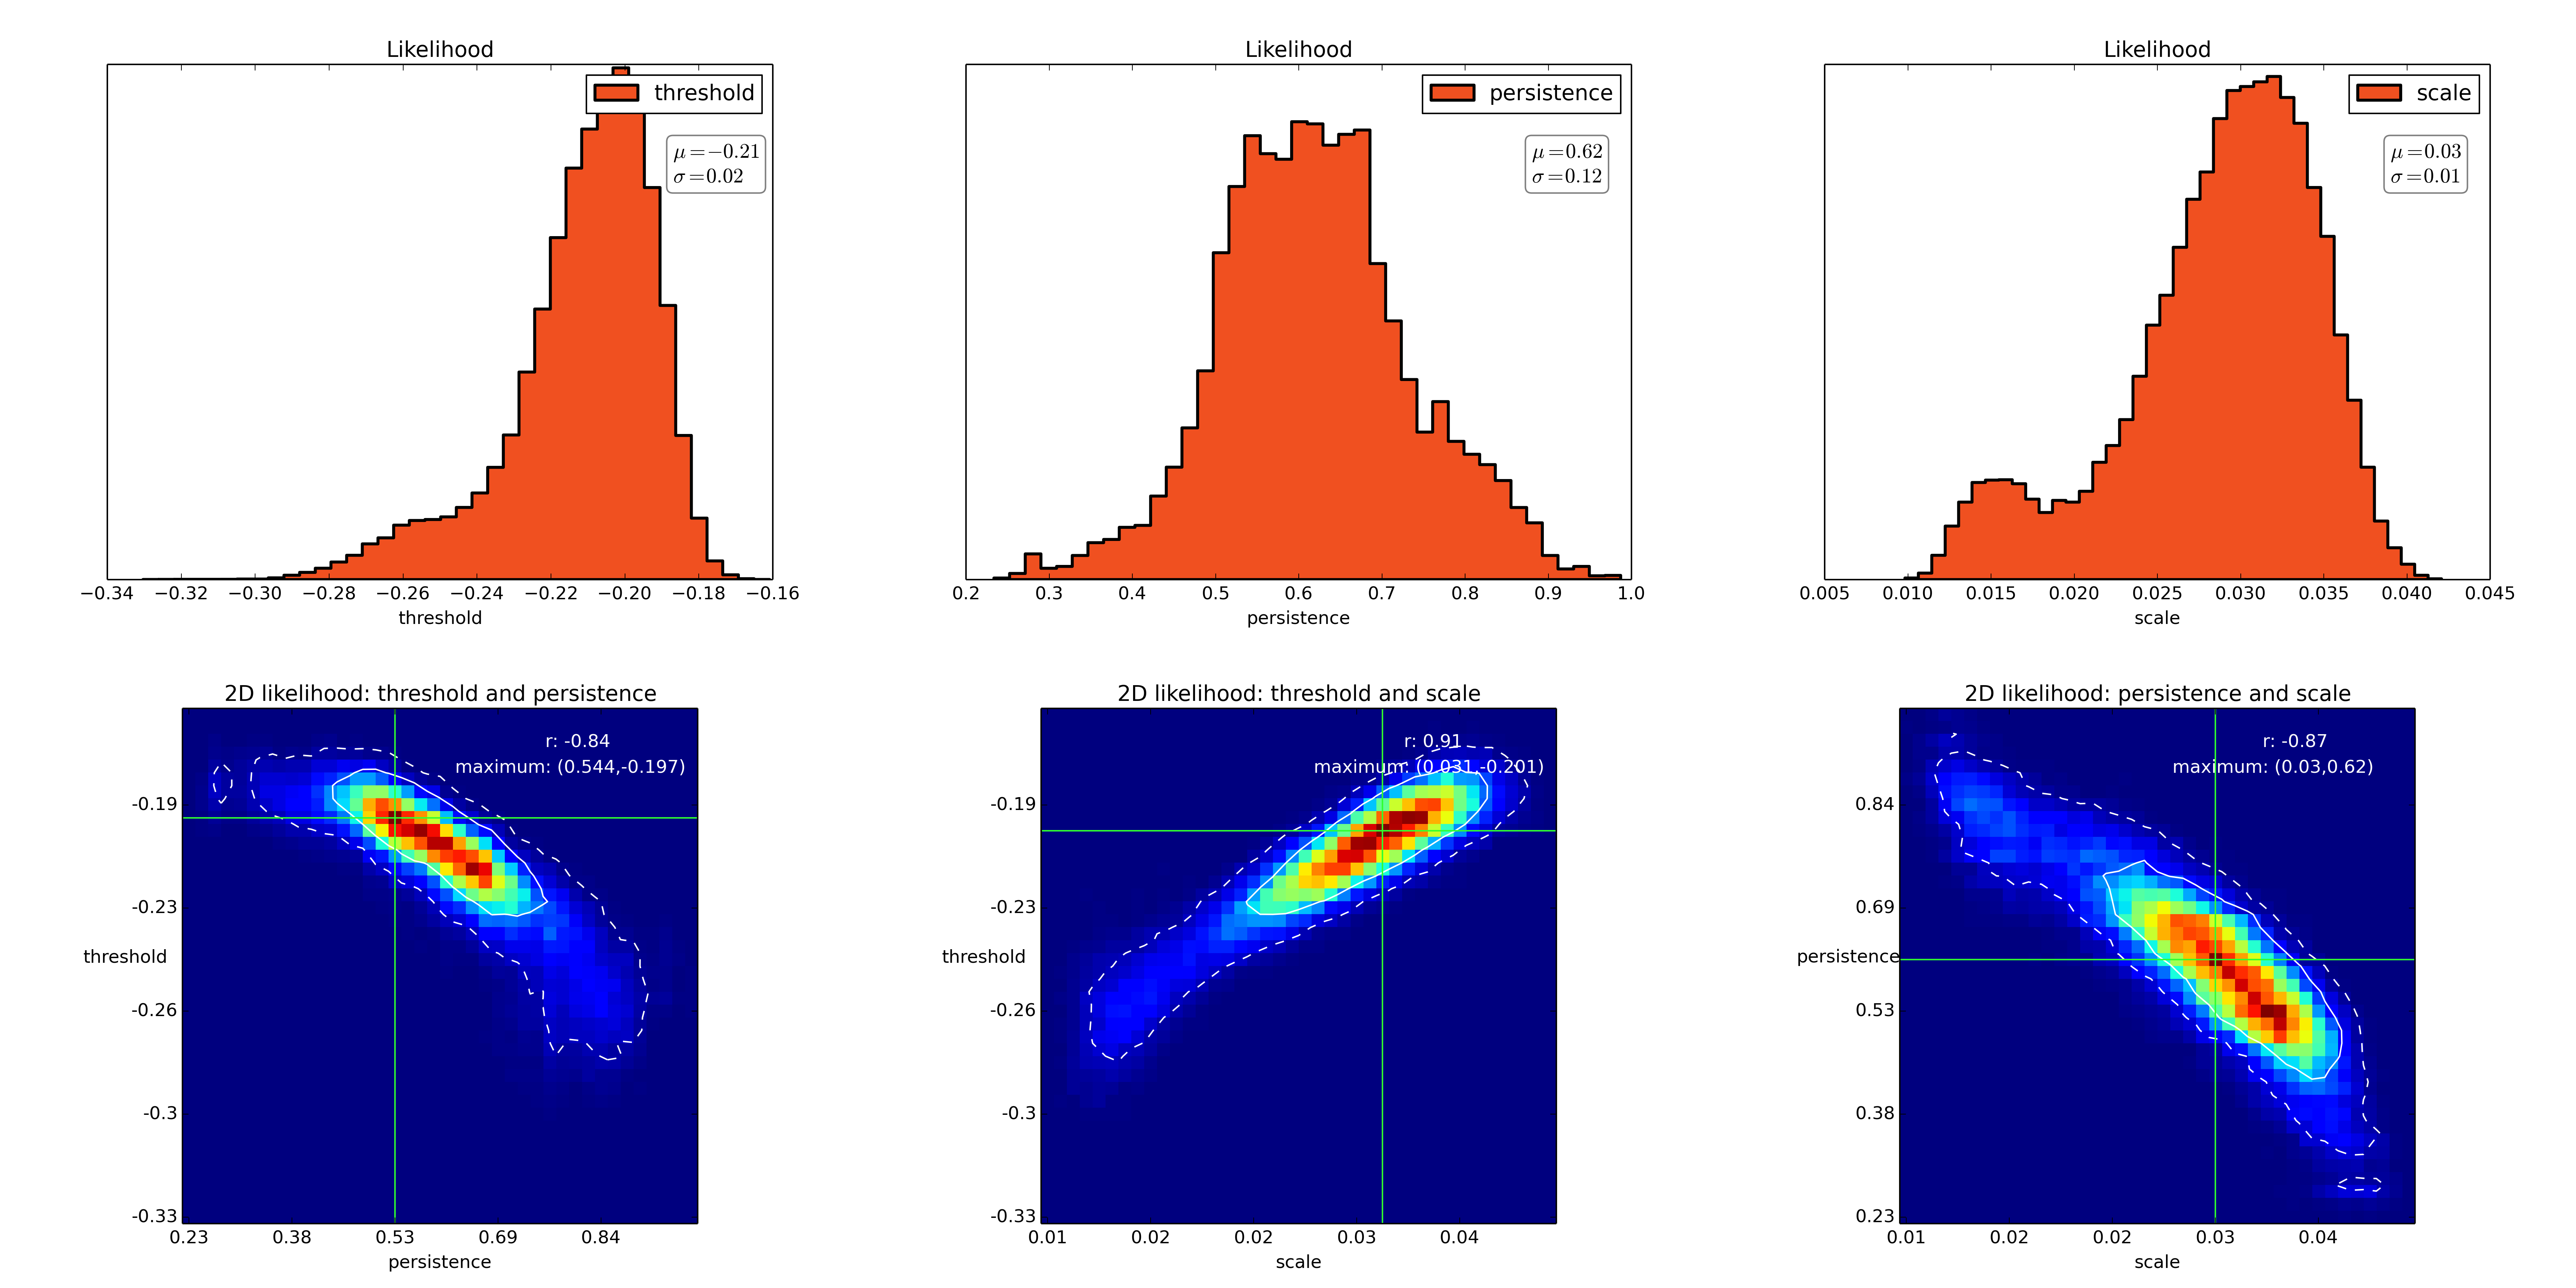 Likelihood
threshold
μ=−0.21
σ=0.02
−0.34 −0.32 −0.30 −0.28 −0.26 −0.24 −0.22 −0.20 −0.18 −0.16
threshold
Likelihood
persistence
μ=0.62
σ=0.12
0.2 0.3 0.4 0.5 0.6 0.7 0.8 0.9 1.0
persistence
Likelihood
scale
μ=0.03
σ=0.01
0.005 0.010 0.015 0.020 0.025 0.030 0.035 0.040 0.045
scale
2D likelihood: threshold and persistence
r: -0.84
maximum: (0.544,-0.197)
-0.19
-0.23
threshold
-0.26
-0.3
-0.33
0.23 0.38 0.53 0.69 0.84
persistence
2D likelihood: threshold and scale
r: 0.91
maximum: (0.031,-0.201)
-0.19
-0.23
threshold
-0.26
-0.3
-0.33
0.01 0.02 0.02 0.03 0.04
scale
2D likelihood: persistence and scale
r: -0.87
maximum: (0.03,0.62)
0.84
0.69
persistence
0.53
0.38
0.23
0.01 0.02 0.02 0.03 0.04
scale